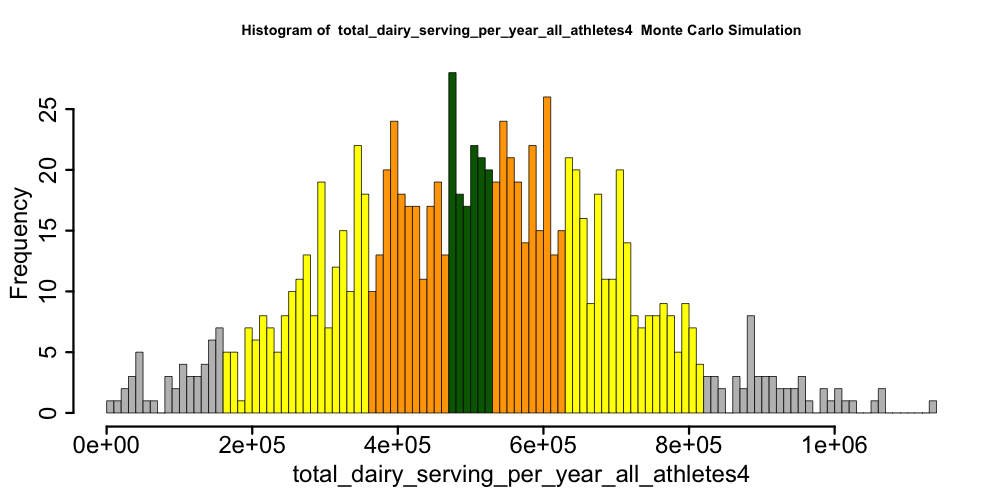 Histogram of  total_dairy_serving_per_year_all_athletes4  Monte Carlo Simulation
Frequency
25
20
15
10
5
0
0e+00 2e+05 4e+05 6e+05 8e+05 1e+06
total_dairy_serving_per_year_all_athletes4